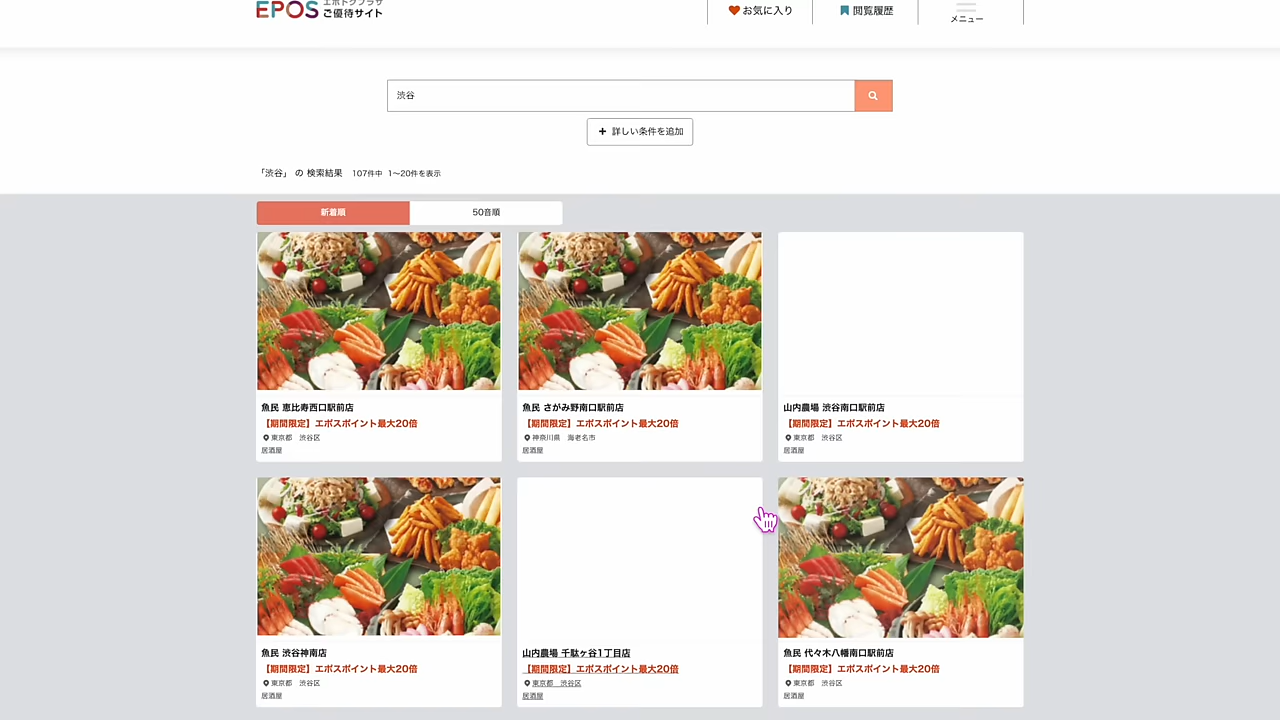 エポトクプラザ
EPOS ご優待サイト
お気に入り
閲覧履歴
メニュー
渋谷
+ 詳しい条件を追加
「渋谷」 の 検索結果 107件中 1〜20件を表示
新着順
50音順
魚民 恵比寿西口駅前店
【期間限定】エポスポイント最大20倍
東京都 渋谷区
居酒屋
魚民 さがみ野南口駅前店
【期間限定】エポスポイント最大20倍
神奈川県 海老名市
居酒屋
山内農場 渋谷南口駅前店
【期間限定】エポスポイント最大20倍
東京都 渋谷区
居酒屋
魚民 渋谷神南店
【期間限定】エポスポイント最大20倍
東京都 渋谷区
居酒屋
山内農場 千駄ヶ谷1丁目店
【期間限定】エポスポイント最大20倍
東京都 渋谷区
居酒屋
魚民 代々木八幡南口駅前店
【期間限定】エポスポイント最大20倍
東京都 渋谷区
居酒屋